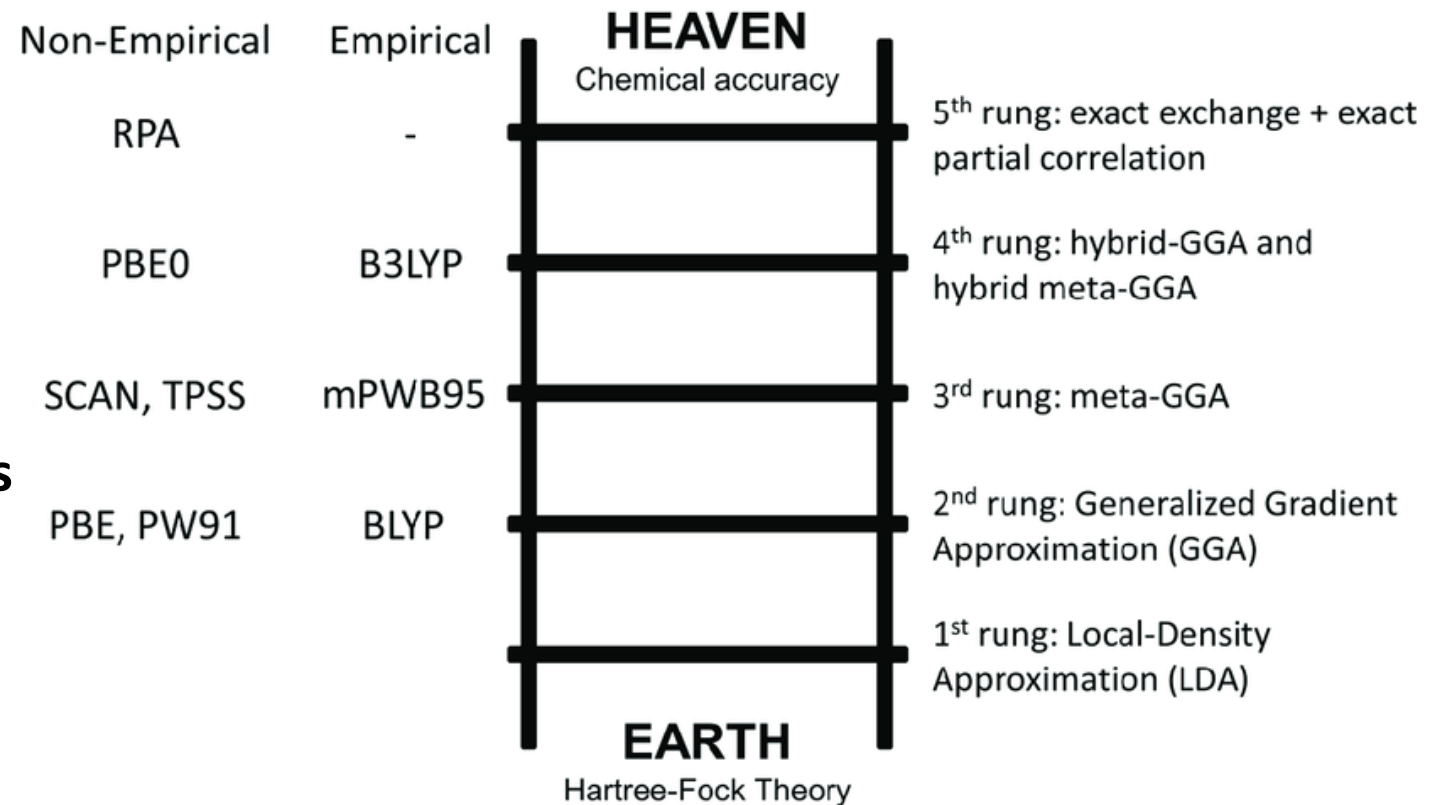 Non-Empirical Empirical HEAVEN
Chemical accuracy
RPA - 5th rung: exact exchange + exact
partial correlation
PBE0 B3LYP 4th rung: hybrid-GGA and
hybrid meta-GGA
SCAN, TPSS mPWB95 3rd rung: meta-GGA
s
PBE, PW91 BLYP 2nd rung: Generalized Gradient
Approximation (GGA)
1st rung: Local-Density
Approximation (LDA)
EARTH
Hartree-Fock Theory